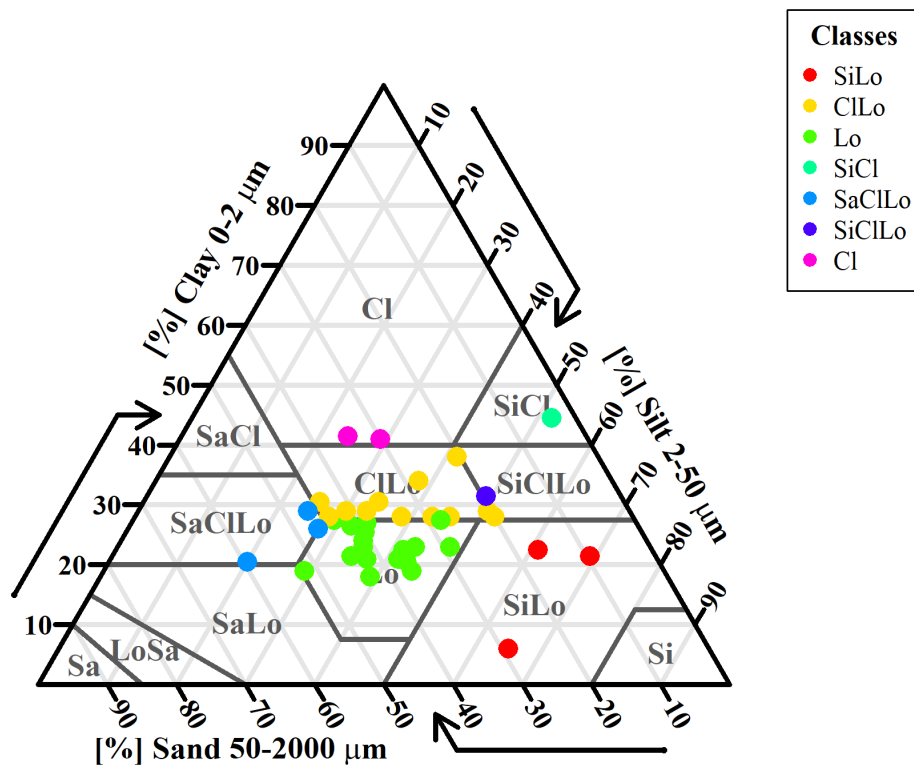 Classes
SiLo
ClLo
Lo
SiCl
SaClLo
SiClLo
Cl
[%] Clay 0-2 μm
90
80
70
60
50
40
30
20
10
[%] Silt 2-50 μm
10
20
30
40
50
60
70
80
90
Cl
SiCl
SaCl
ClLo
SiClLo
SaClLo
Lo
SiLo
SaLo
LoSa
Sa
Si
90
80
70
60
50
40
30
20
10
[%] Sand 50-2000 μm